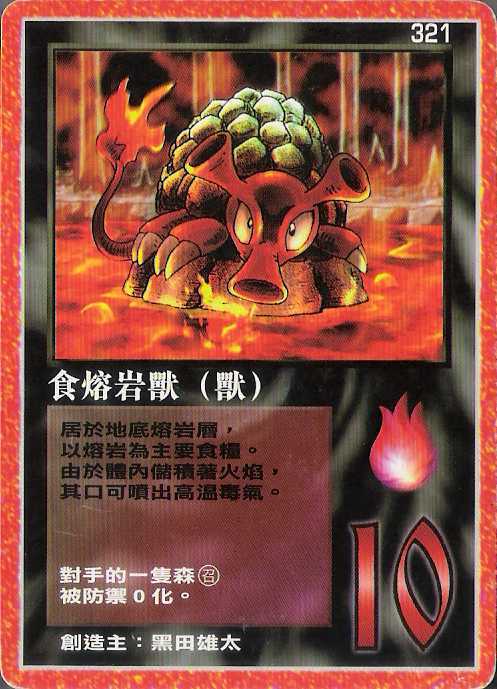 321
食熔岩獸（獸）
居於地底熔岩層，
以熔岩為主要食糧。
由於體內儲積著火焰，
其口可噴出高溫毒氣。
對手的一隻森㊂
被防禦0化。
10
創造主：黑田雄太